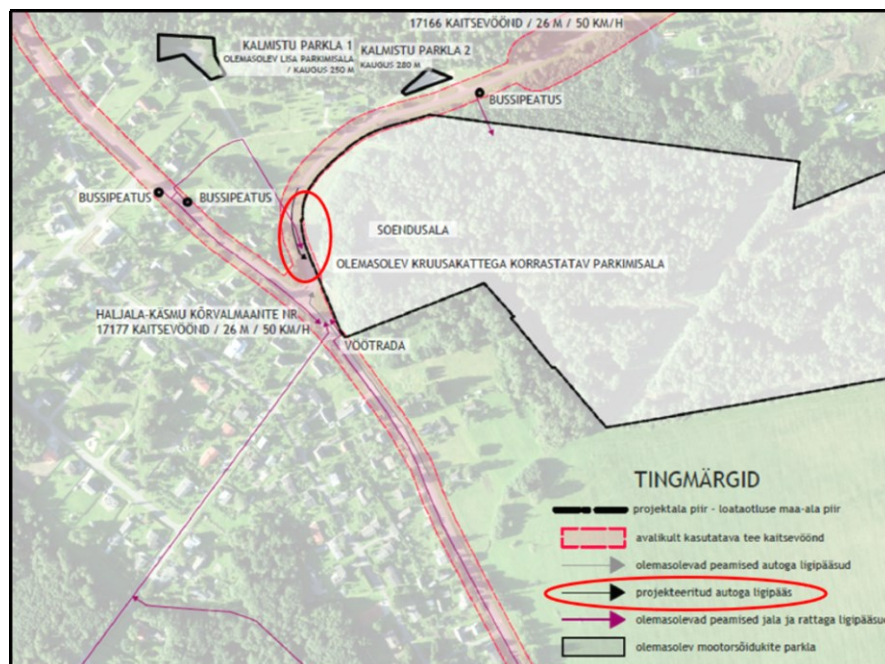 17166 KAITSEVÖÖND / 26 M / 50 KM/H
KALMISTU PARKLA 1
OLEMASOLEV LISA PARKIMISALA
/ KAUGUS 250 M
KALMISTU PARKLA 2
KAUGUS 280 M
BUSSIPEATUS
BUSSIPEATUS
BUSSIPEATUS
SOENDUSALA
OLEMASOLEV KRUUSAKATTEGA KORRASTATAV PARKIMISALA
HALJALA-KÄSMU KÕRVALMAANTE NR.
17177 KAITSEVÖÖND / 26 M / 50 KM/H
VÖÖTRADA
TINGMÄRGID
projektala piir - loataotluse maa-ala piir
avalikult kasutatava tee kaitsevöönd
olemasolevad peamised autoga ligipääsud
projekteeritud autoga ligipääs
olemasolevad peamised jala ja rattaga ligipääsud
olemasolev mootorsõidukite parkla